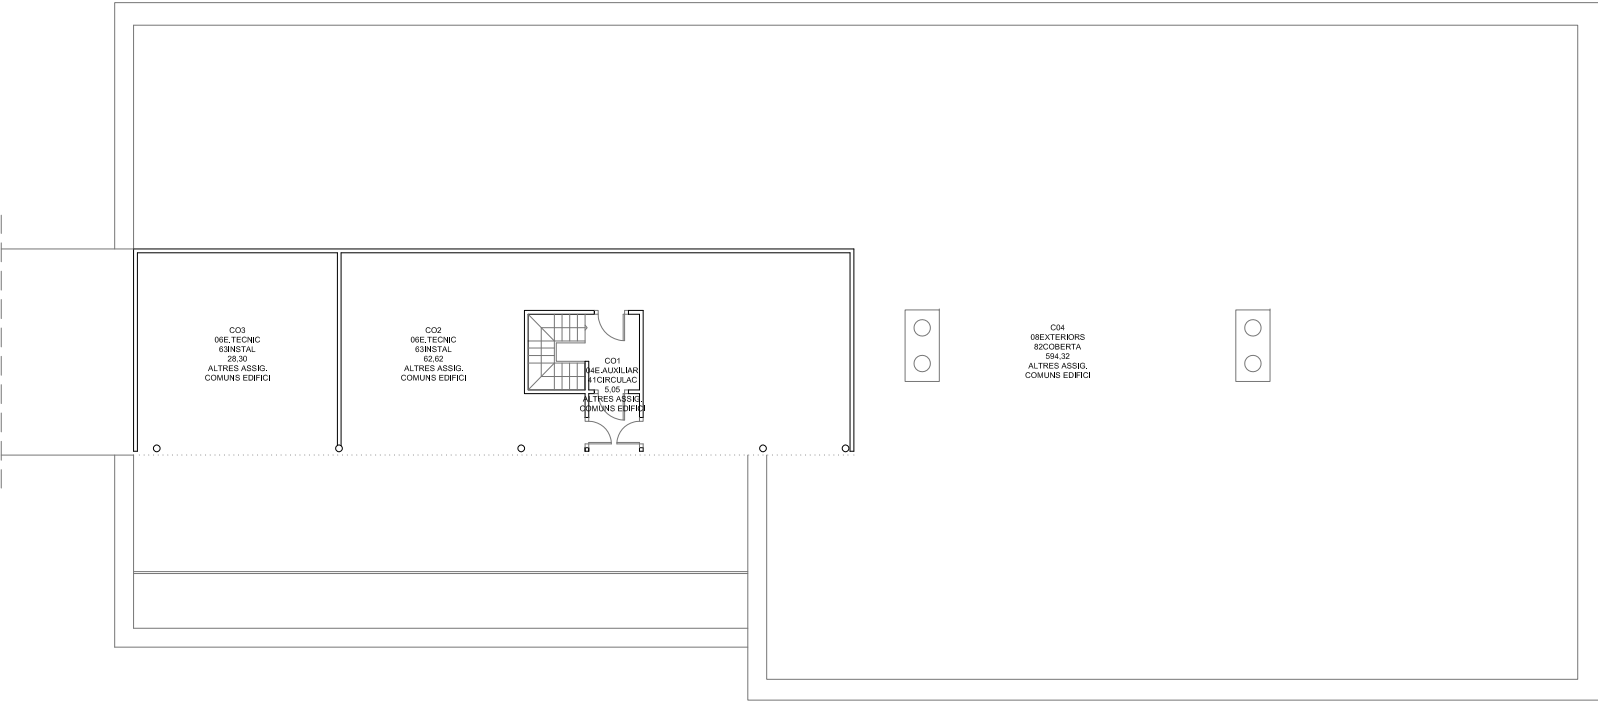 CO3
06E.TECNIC
63INSTAL
28,30
ALTRES ASSIG.
COMUNS EDIFICI
CO2
06E.TECNIC
63INSTAL
62,62
ALTRES ASSIG.
COMUNS EDIFICI
CO1
04E.AUXILIAR
41CIRCULAC
5,05
ALTRES ASSIG.
COMUNS EDIFICI
C04
08EXTERIORS
82COBERTA
594,32
ALTRES ASSIG.
COMUNS EDIFICI